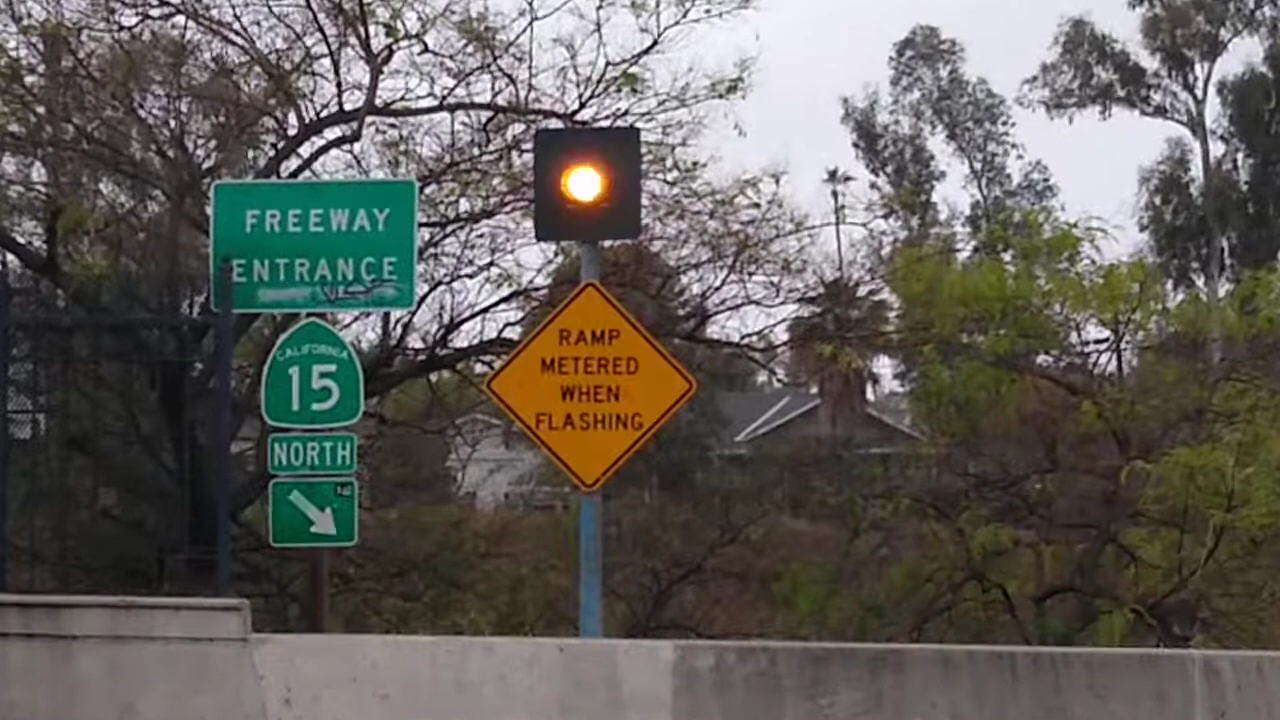 FREEWAY
ENTRANCE
CALIFORNIA
15
NORTH
RAMP
METERED
WHEN
FLASHING